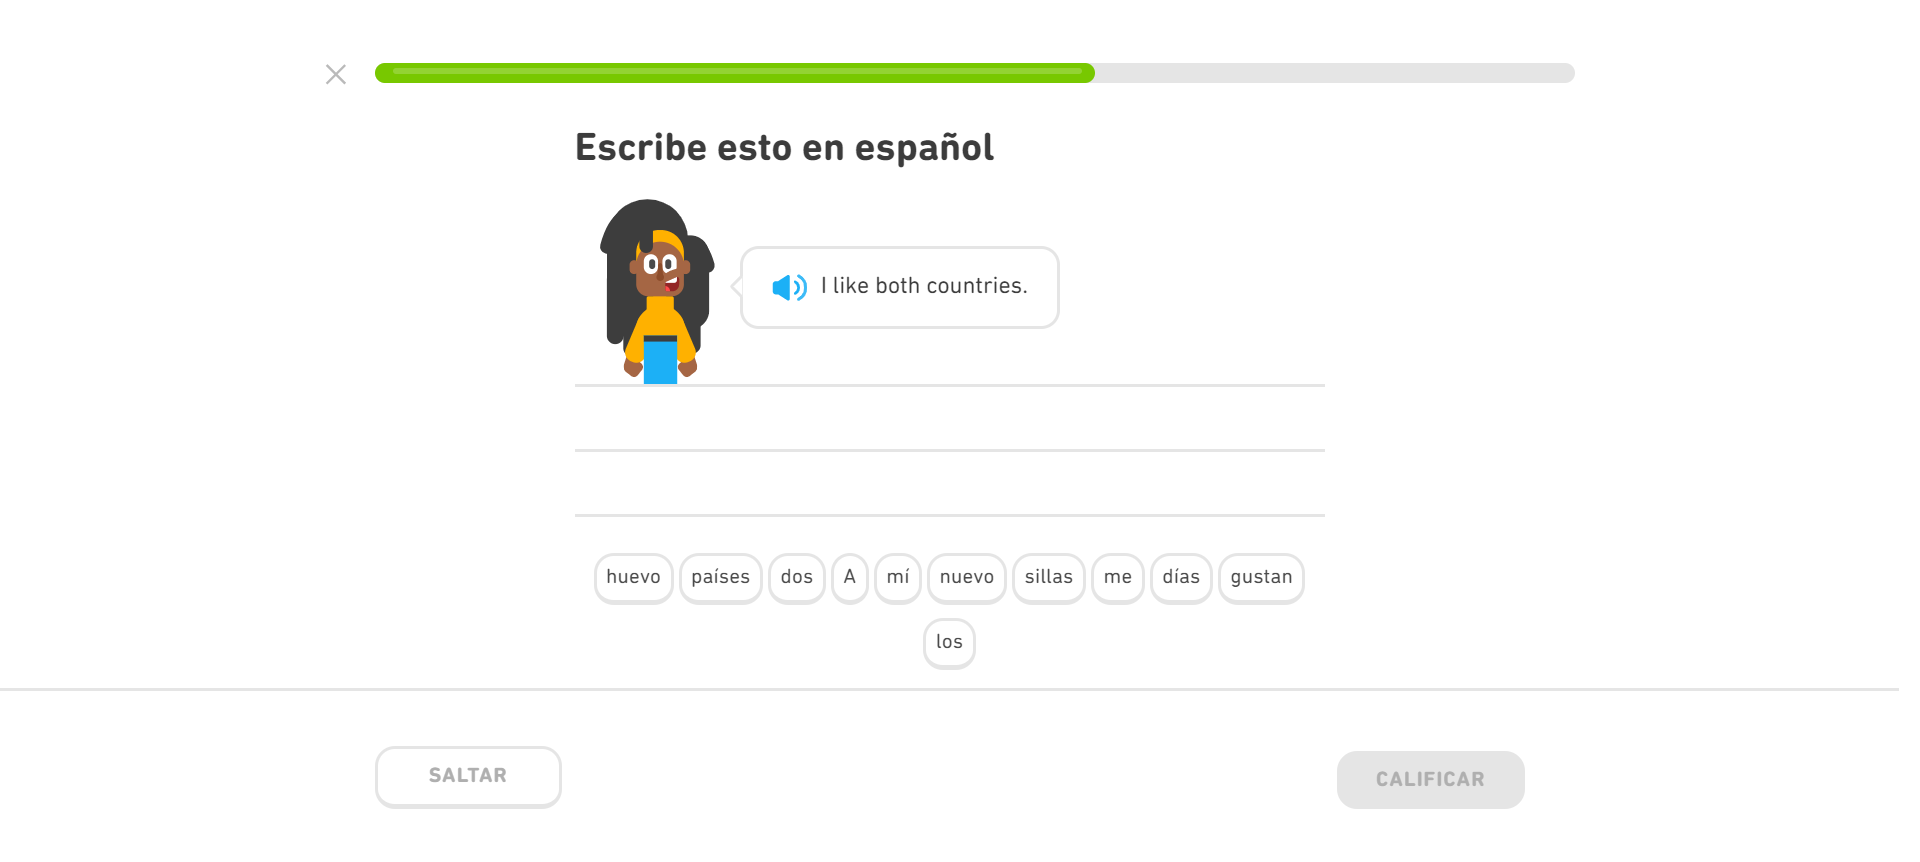 Escribe esto en español
I like both countries.
huevo países dos A mí nuevo sillas me días gustan
los
SALTAR CALIFICAR